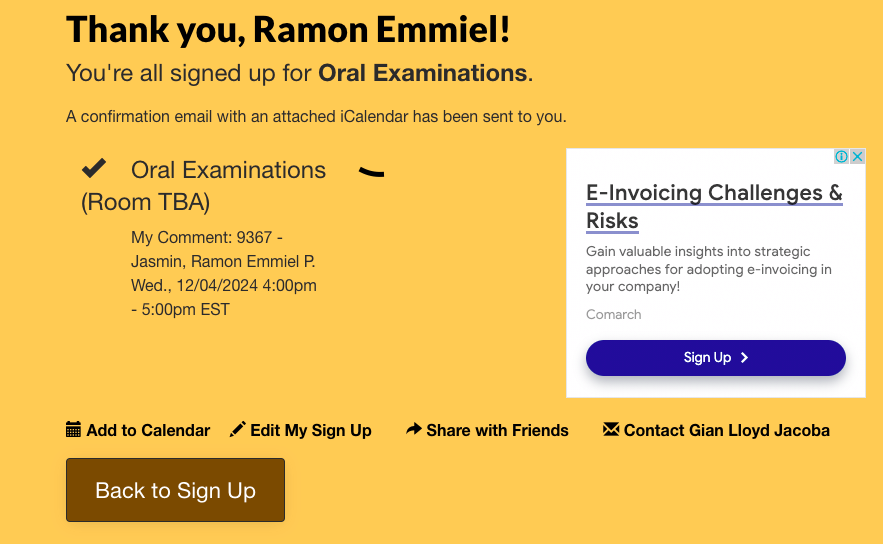 Thank you, Ramon Emmiel!
You're all signed up for Oral Examinations.
A confirmation email with an attached iCalendar has been sent to you.
Oral Examinations
(Room TBA)
My Comment: 9367 -
Jasmin, Ramon Emmiel P.
Wed., 12/04/2024 4:00pm
- 5:00pm EST
E-Invoicing Challenges &
Risks
Gain valuable insights into strategic
approaches for adopting e-invoicing in
your company!
Comarch
Sign Up
Add to Calendar Edit My Sign Up Share with Friends Contact Gian Lloyd Jacoba
Back to Sign Up